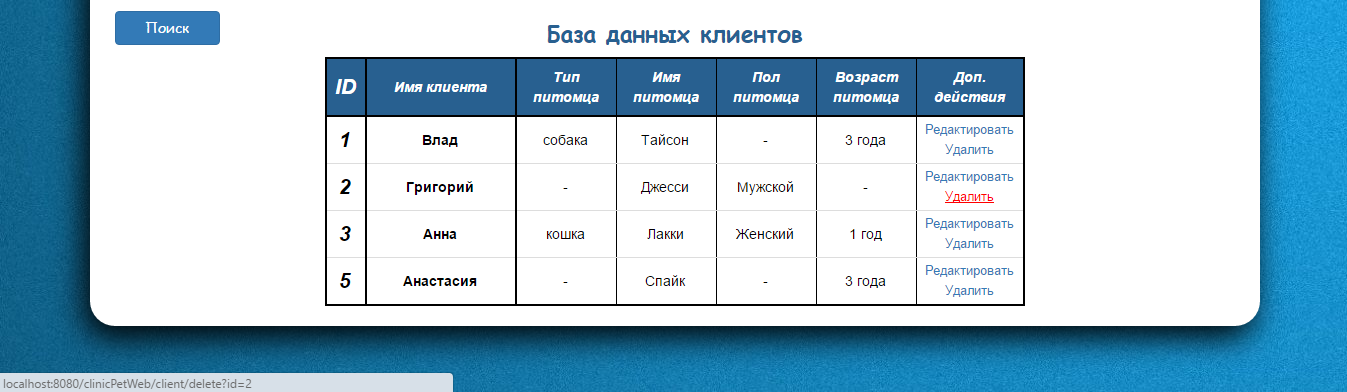 Поиск
База данных клиентов
ID Имя клиента Тип питомца Имя питомца Пол питомца Возраст питомца Доп. действия
1 Влад собака Тайсон - 3 года Редактировать Удалить
2 Григорий - Джесси Мужской - Редактировать Удалить
3 Анна кошка Лакки Женский 1 год Редактировать Удалить
5 Анастасия - Спайк - 3 года Редактировать Удалить
localhost:8080/clinicPetWeb/client/delete?id=2